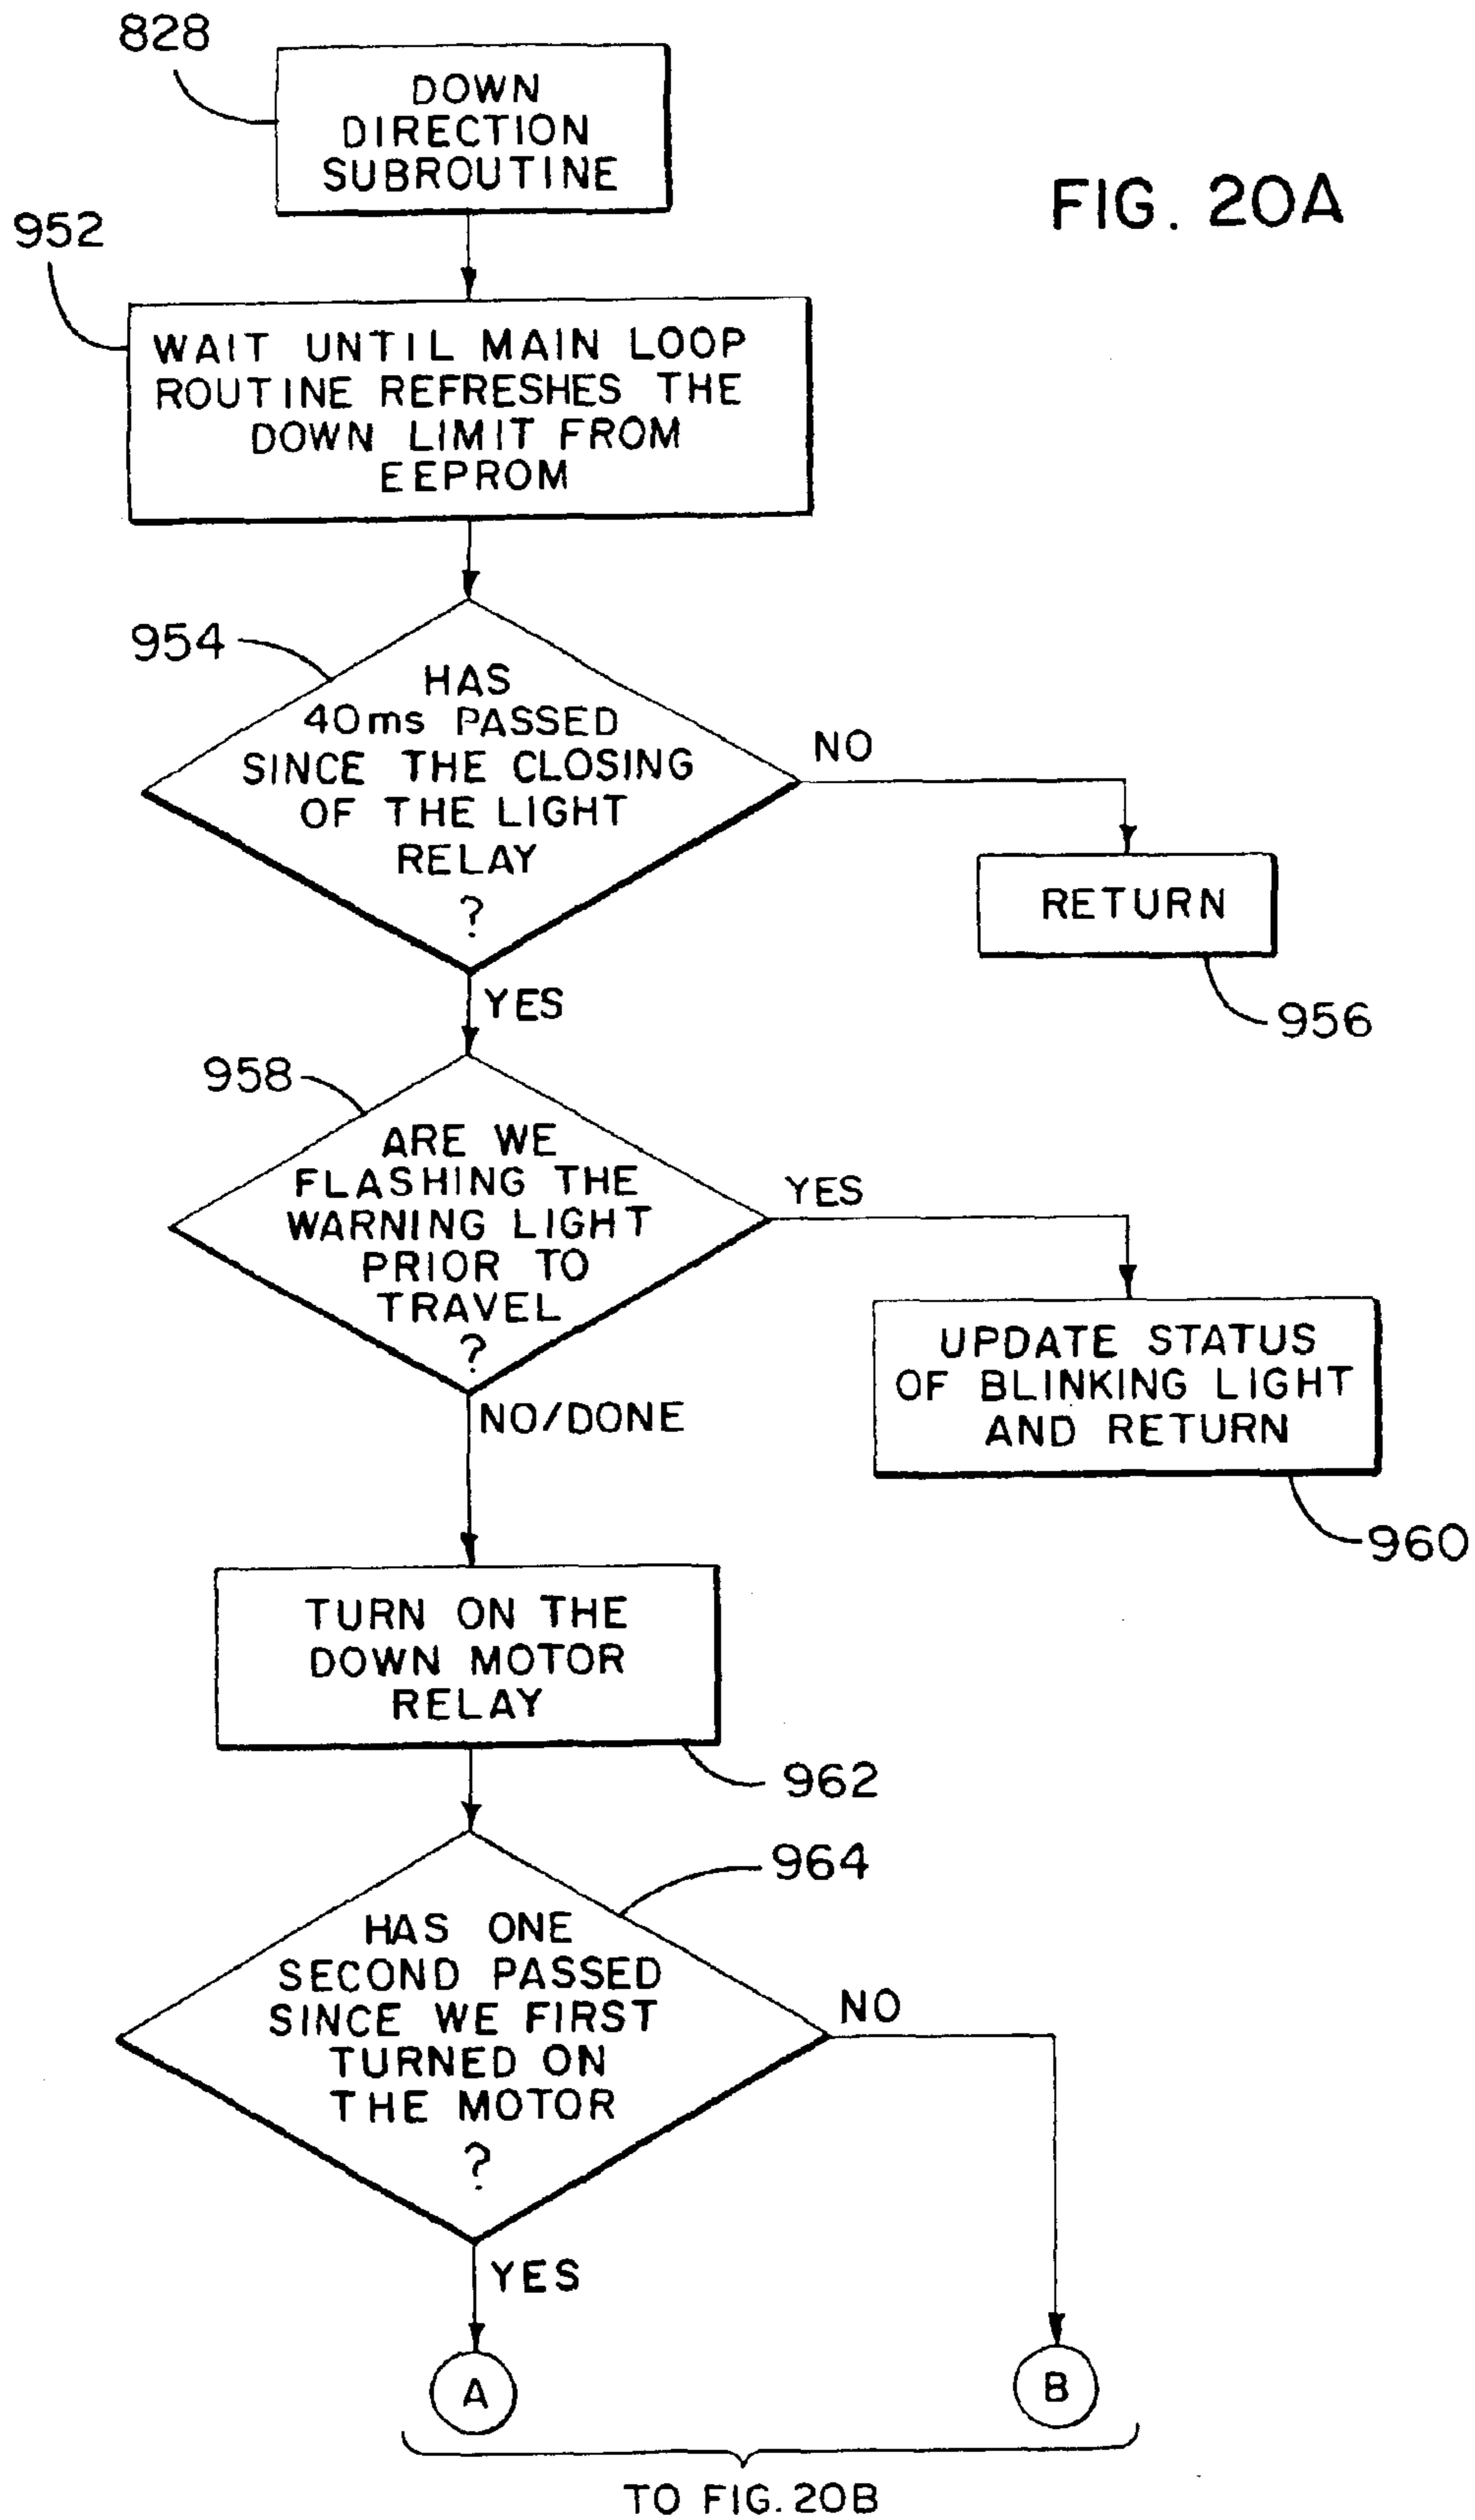 828
DOWN
DIRECTION
SUBROUTINE
FIG. 20A
952
WAIT UNTIL MAIN LOOP
ROUTINE REFRESHES THE
DOWN LIMIT FROM
EEPROM
954
HAS
40ms PASSED
SINCE THE CLOSING
OF THE LIGHT
RELAY
?
NO
RETURN
956
YES
958
ARE WE
FLASHING THE
WARNING LIGHT
PRIOR TO
TRAVEL
?
YES
UPDATE STATUS
OF BLINKING LIGHT
AND RETURN
960
NO/DONE
TURN ON THE
DOWN MOTOR
RELAY
962
964
HAS ONE
SECOND PASSED
SINCE WE FIRST
TURNED ON
THE MOTOR
?
NO
YES
A
B
TO FIG. 20B